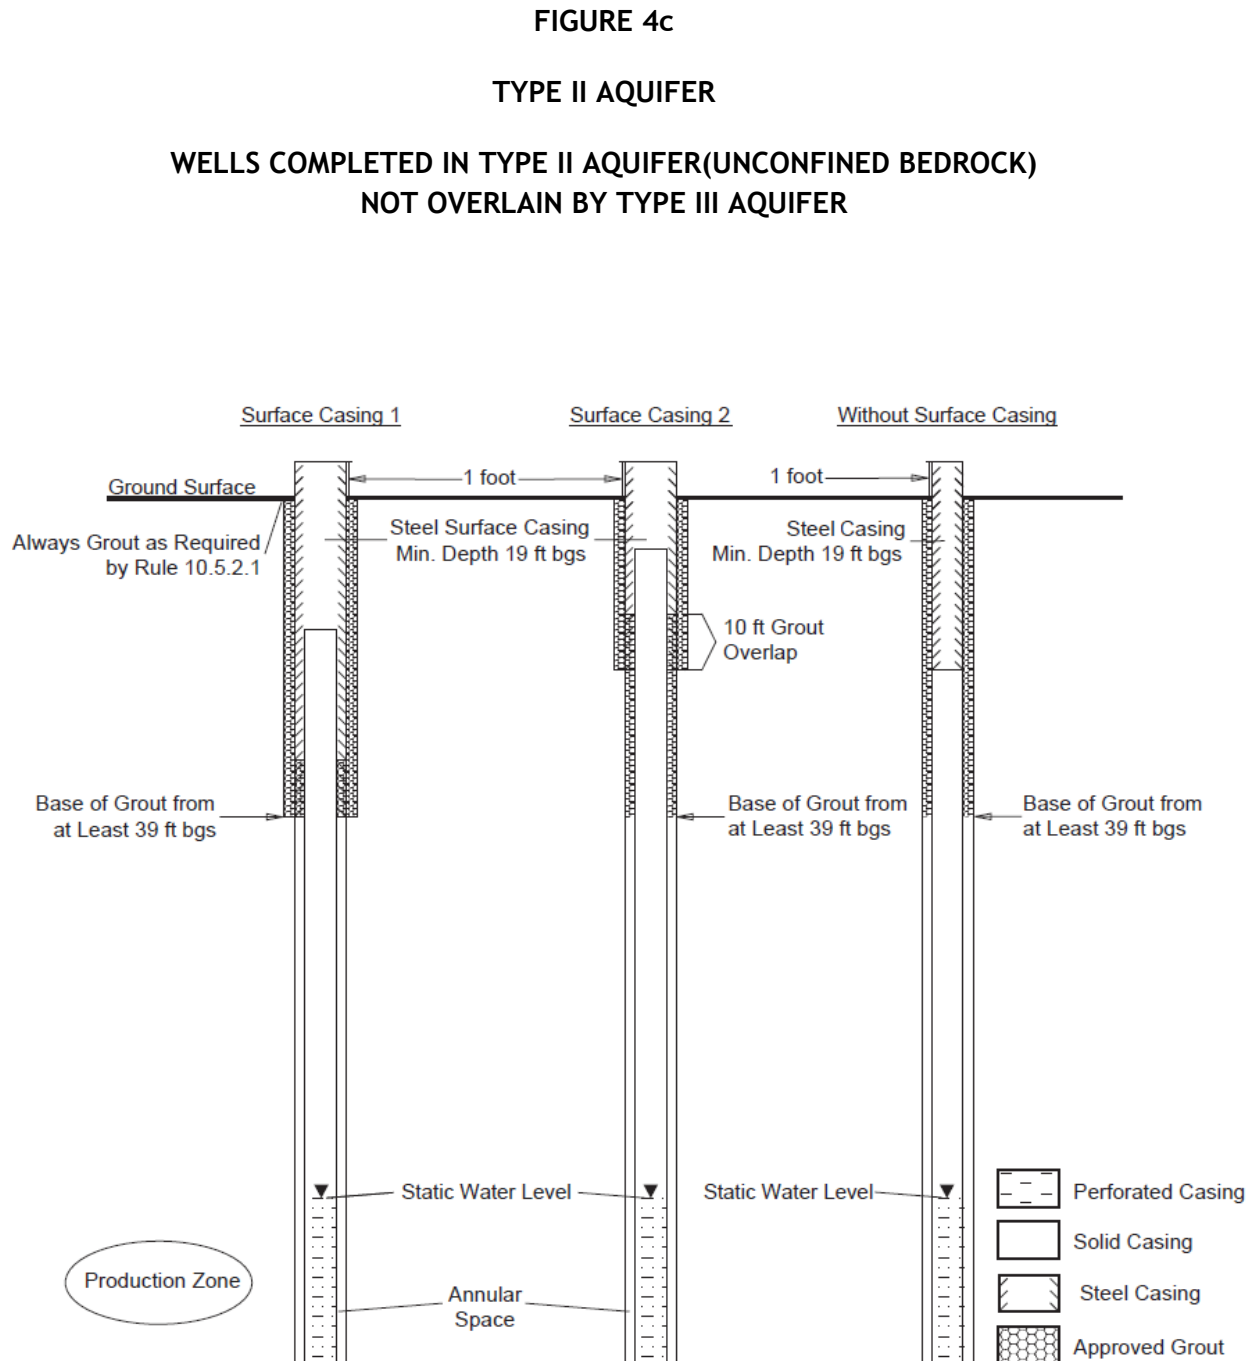 FIGURE 4c
TYPE II AQUIFER
WELLS COMPLETED IN TYPE II AQUIFER(UNCONFINED BEDROCK)
NOT OVERLAIN BY TYPE III AQUIFER
Surface Casing 1
Surface Casing 2
Without Surface Casing
1 foot
1 foot
Ground Surface
Always Grout as Required
by Rule 10.5.2.1
Steel Surface Casing
Min. Depth 19 ft bgs
Steel Casing
Min. Depth 19 ft bgs
10 ft Grout
Overlap
Base of Grout from
at Least 39 ft bgs
Base of Grout from
at Least 39 ft bgs
Base of Grout from
at Least 39 ft bgs
Static Water Level
Static Water Level
Production Zone
Annular
Space
Perforated Casing
Solid Casing
Steel Casing
Approved Grout